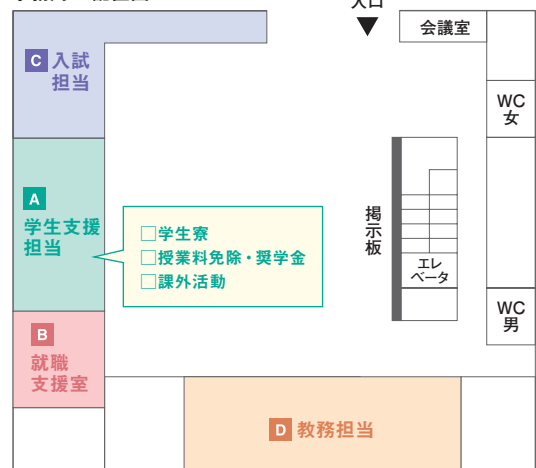 入口
会議室
C 入試
担当
WC
女
A
学生支援
担当
□学生寮
□授業料免除・奨学金
□課外活動
掲示板
エレ
ベータ
WC
男
B
就職
支援室
D 教務担当